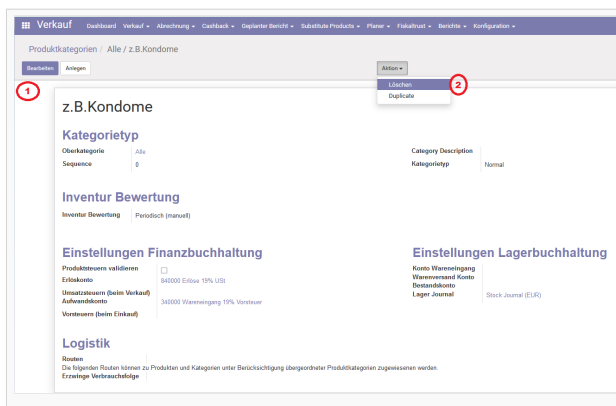 Verkauf Dashboard Verkauf Abrechnung Cashback Geplanter Bericht Substitute Products Planer Fiskaltrust Berichte Konfiguration
Produktkategorien / Alle / z.B.Kondome
Bearbeiten Anlegen Aktion
Löschen
Duplicate
1
2
z.B.Kondome
Kategorietyp
Oberkategorie Alle Category Description
Sequence 0 Kategorietyp Normal
Inventur Bewertung
Inventur Bewertung Periodisch (manuell)
Einstellungen Finanzbuchhaltung Einstellungen Lagerbuchhaltung
Produktsteuern validieren Konto Wareneingang
Erlöskonto 840000 Erlöse 19% USt Warenversand Konto
Bestandskonto
Umsatzsteuern (beim Verkauf) Lager Journal Stock Journal (EUR)
Aufwandskonto 340000 Wareneingang 19% Vorsteuer
Vorsteuern (beim Einkauf)
Logistik
Routen
Die folgenden Routen können zu Produkten und Kategorien unter Berücksichtigung übergeordneter Produktkategorien zugewiesenen werden.
Erzwinge Verbrauchsfolge